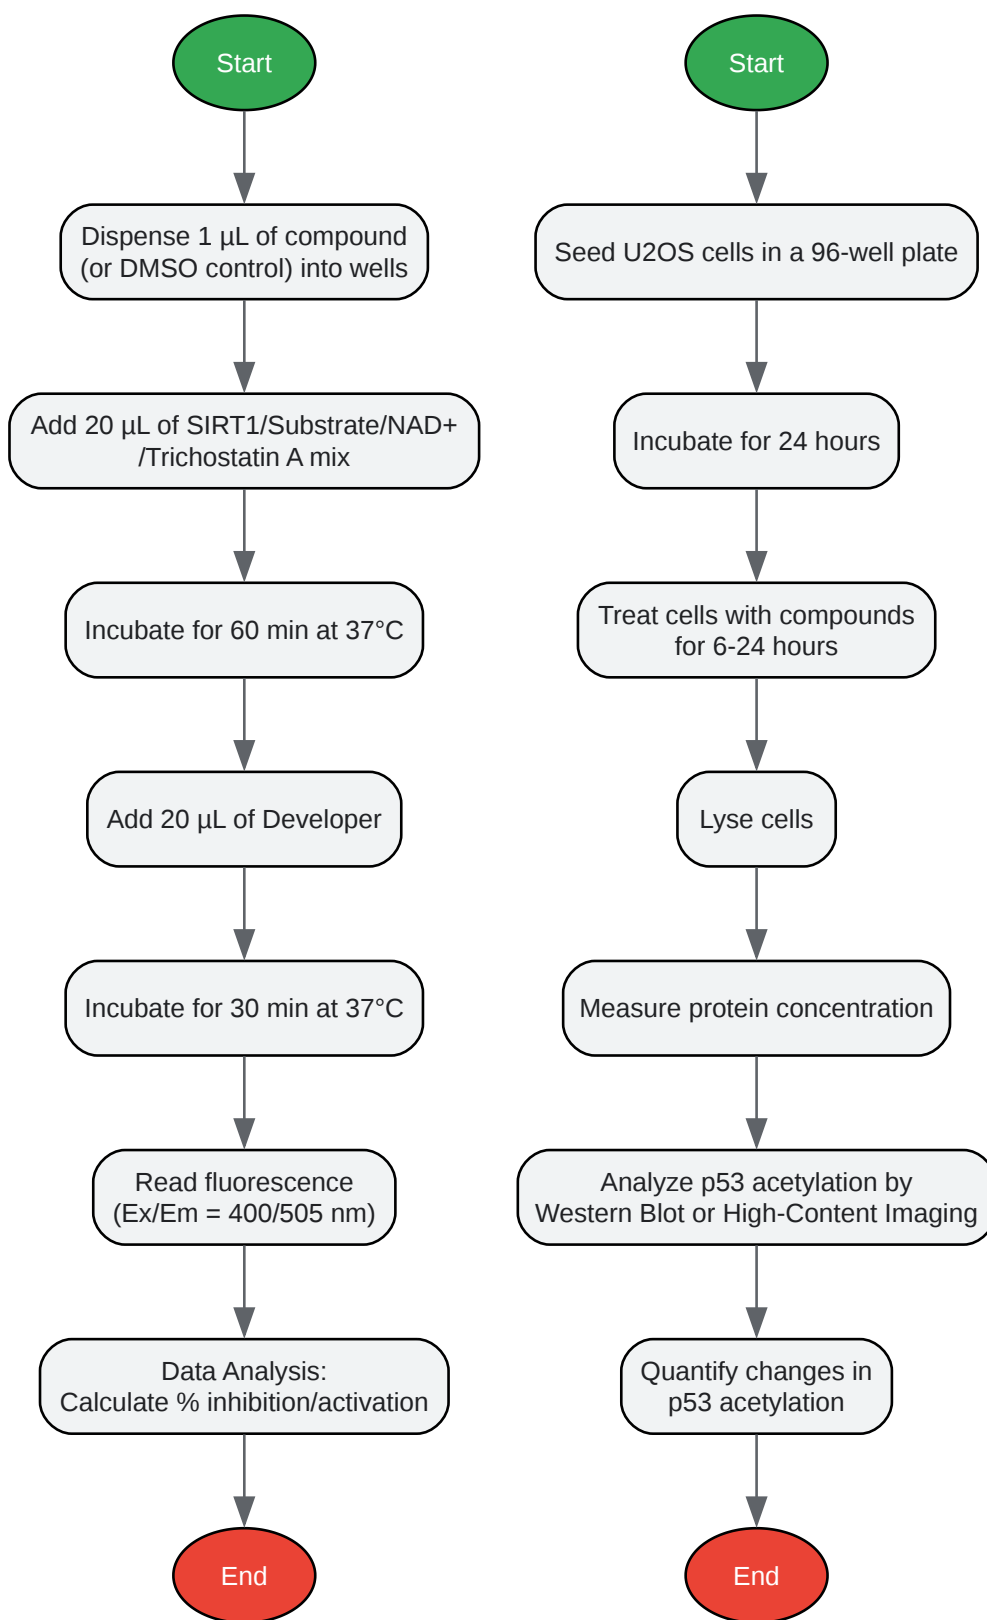 Start
Dispense 1 µL of compound
(or DMSO control) into wells
Add 20 µL of SIRT1/Substrate/NAD+
/Trichostatin A mix
Incubate for 60 min at 37°C
Add 20 µL of Developer
Incubate for 30 min at 37°C
Read fluorescence
(Ex/Em = 400/505 nm)
Data Analysis:
Calculate % inhibition/activation
End
Start
Seed U2OS cells in a 96-well plate
Incubate for 24 hours
Treat cells with compounds
for 6-24 hours
Lyse cells
Measure protein concentration
Analyze p53 acetylation by
Western Blot or High-Content Imaging
Quantify changes in
p53 acetylation
End